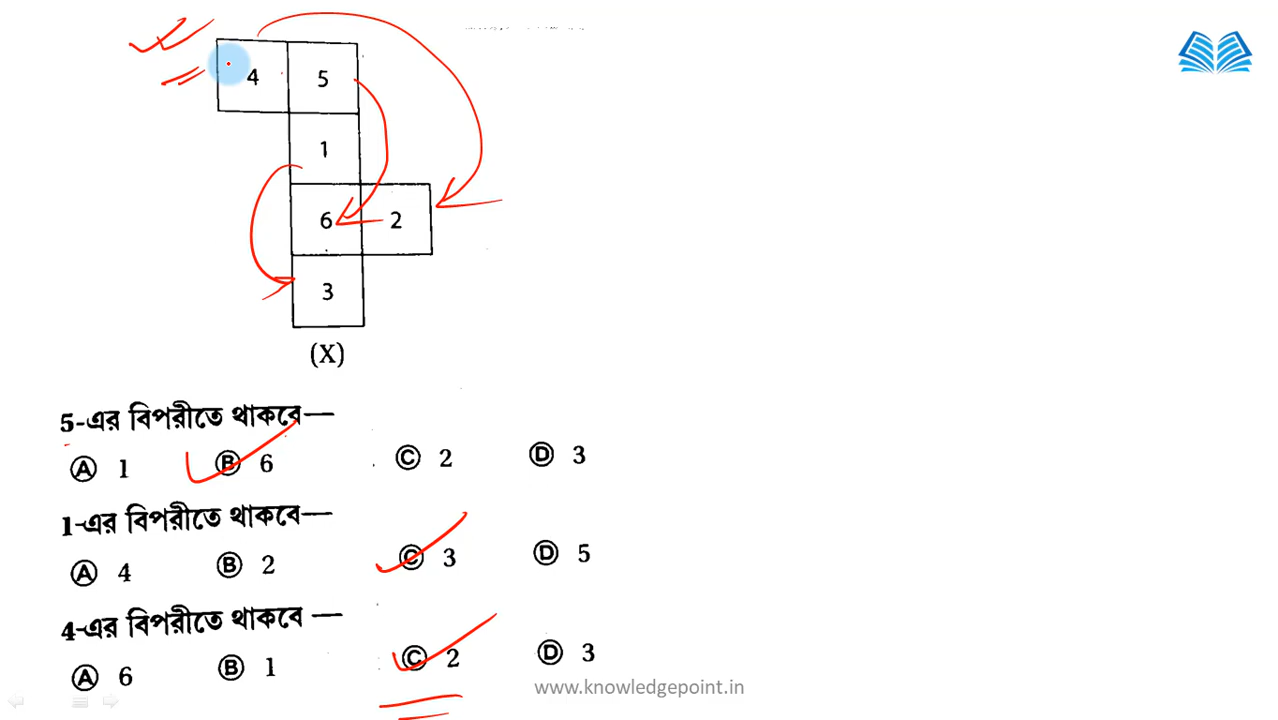 4 5
1
6 2
3
(X)
5-এর বিপরীতে থাকবে—
Ⓐ 1 Ⓑ 6 Ⓒ 2 Ⓓ 3
1-এর বিপরীতে থাকবে—
Ⓐ 4 Ⓑ 2 Ⓒ 3 Ⓓ 5
4-এর বিপরীতে থাকবে —
Ⓐ 6 Ⓑ 1 Ⓒ 2 Ⓓ 3
www.knowledgepoint.in